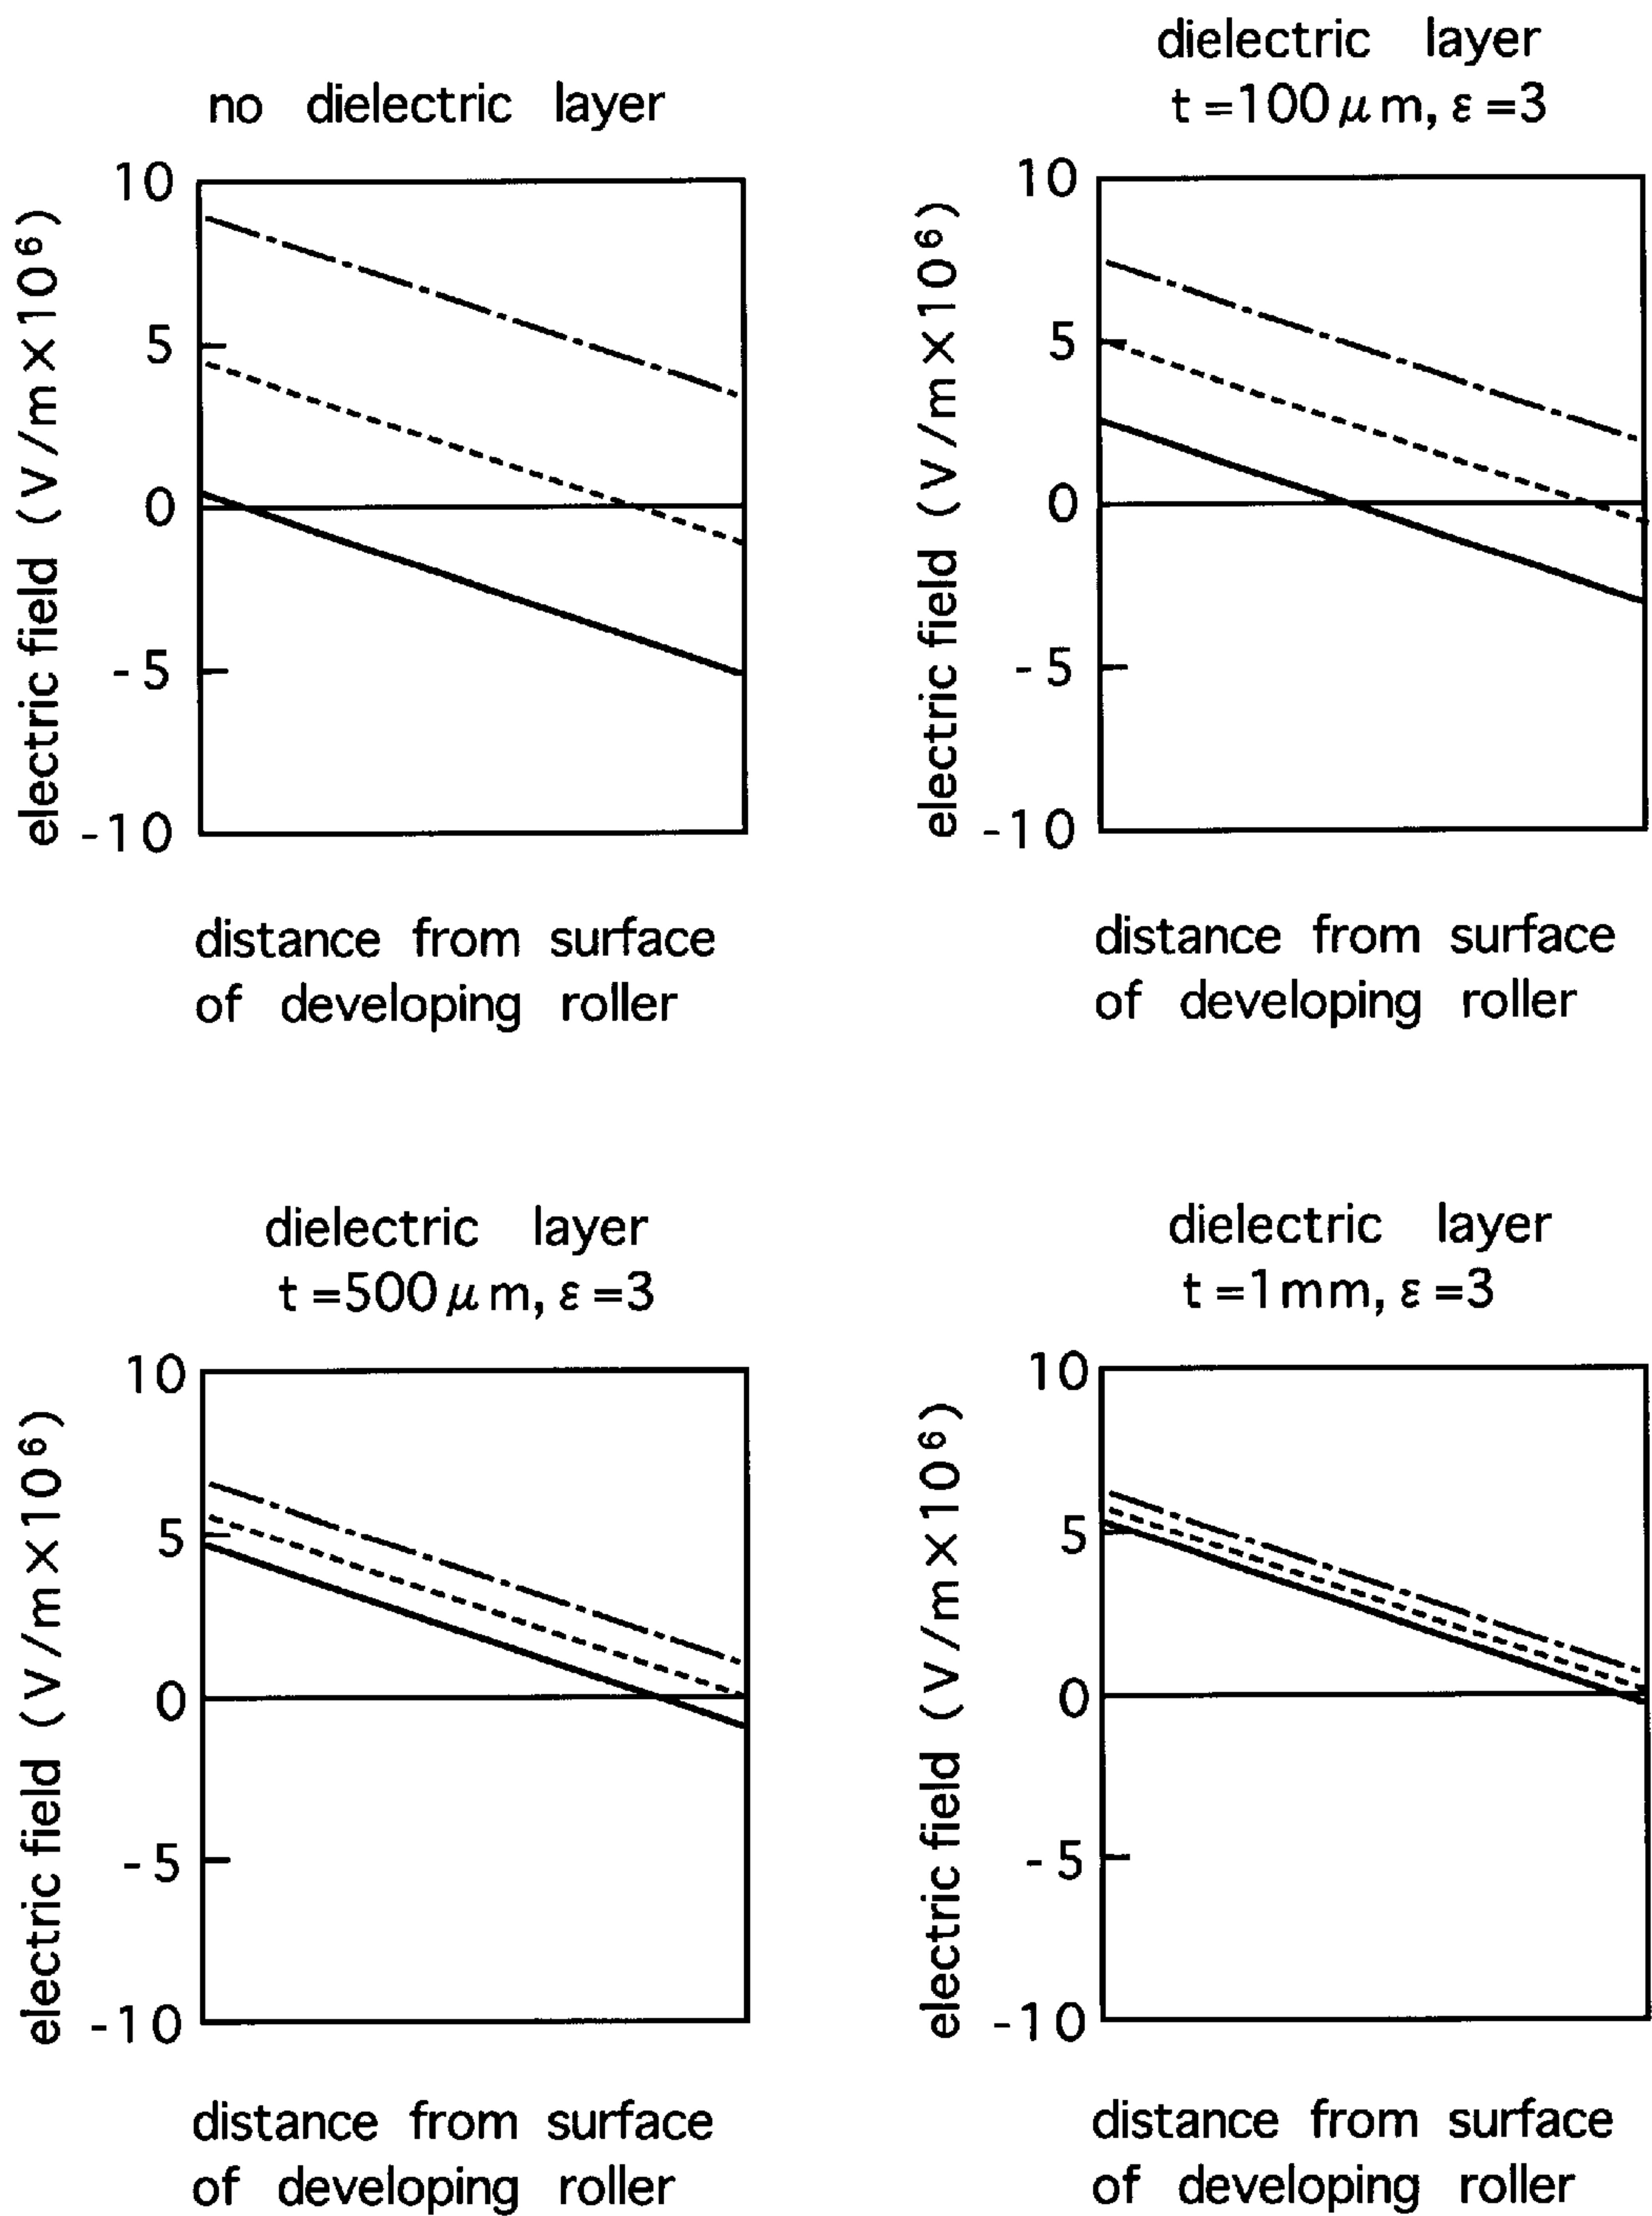 no dielectric layer
10
5
0
-5
-10
electric field (V/m×10⁶)
distance from surface
of developing roller
dielectric layer
t=100μm, ε=3
10
5
0
-5
-10
electric field (V/m×10⁶)
distance from surface
of developing roller
dielectric layer
t=500μm, ε=3
10
5
0
-5
-10
electric field (V/m×10⁶)
distance from surface
of developing roller
dielectric layer
t=1mm, ε=3
10
5
0
-5
-10
electric field (V/m×10⁶)
distance from surface
of developing roller